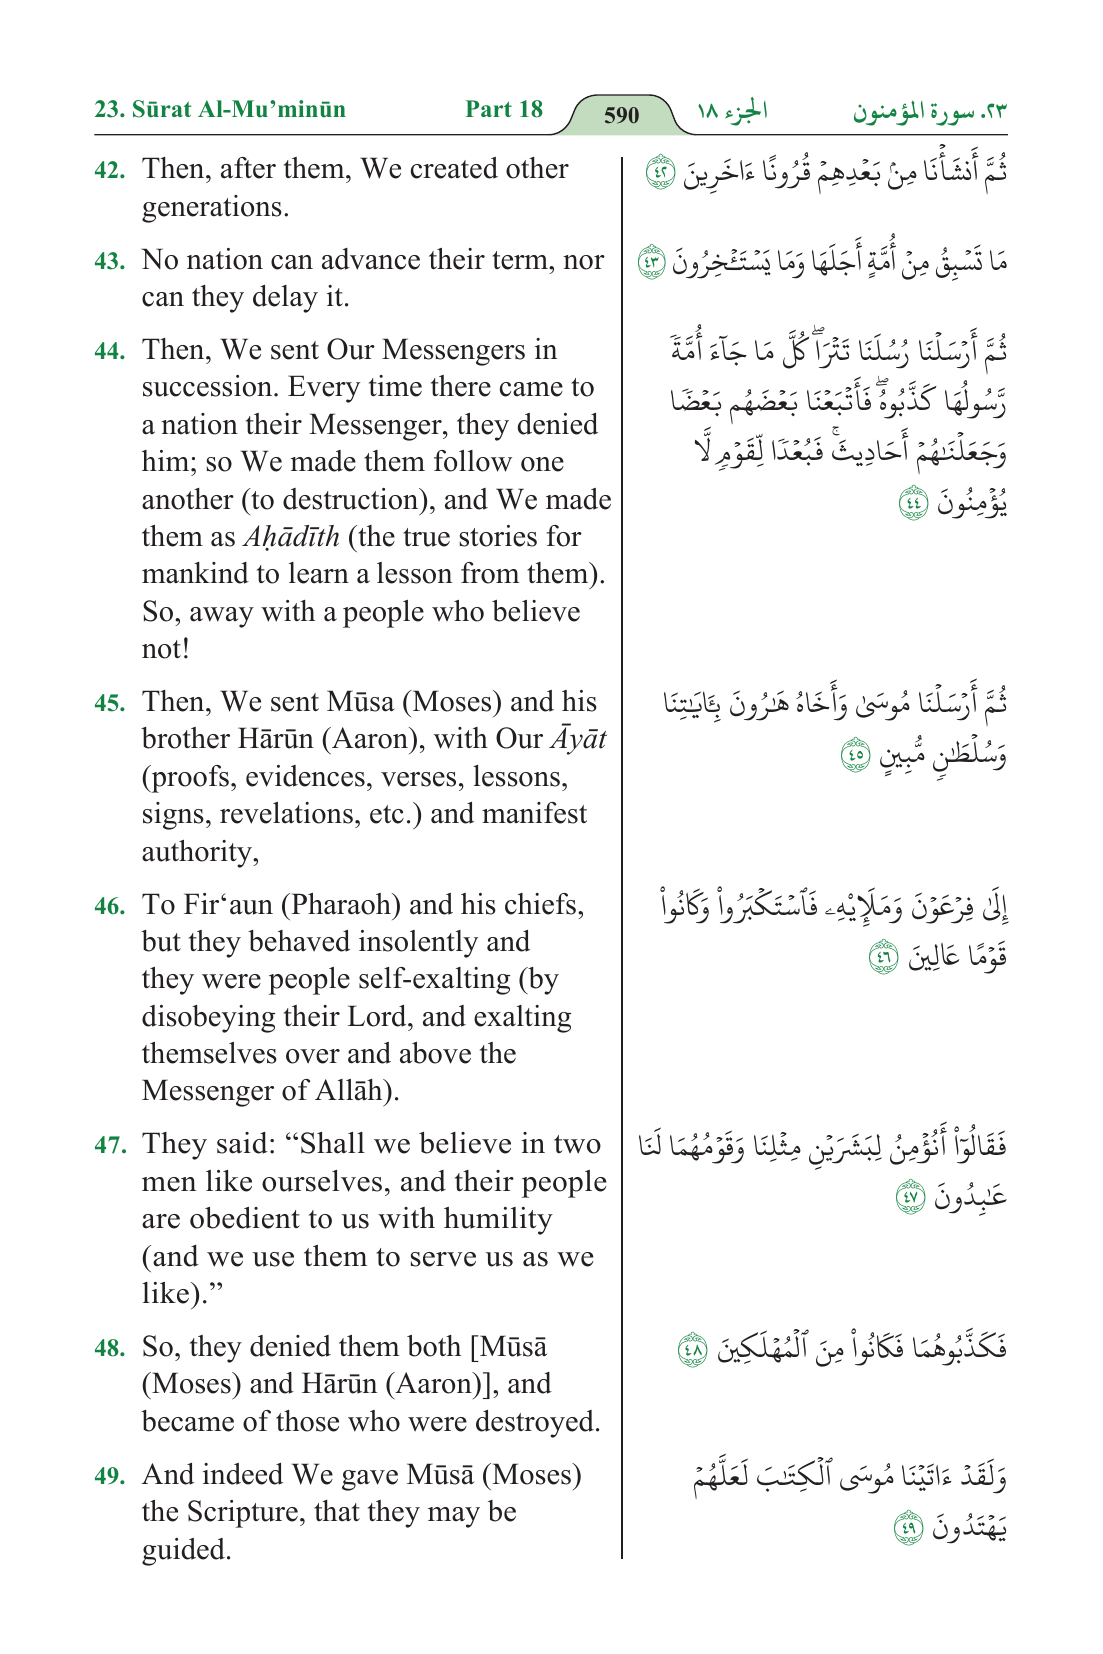 23. Sūrat Al-Mu’minūn Part 18 590 الجزء ١٨ ٢٣. سورة المؤمنون
42. Then, after them, We created other
generations.
43. No nation can advance their term, nor
can they delay it.
44. Then, We sent Our Messengers in
succession. Every time there came to
a nation their Messenger, they denied
him; so We made them follow one
another (to destruction), and We made
them as Aḥādīth (the true stories for
mankind to learn a lesson from them).
So, away with a people who believe
not!
45. Then, We sent Mūsa (Moses) and his
brother Hārūn (Aaron), with Our Āyāt
(proofs, evidences, verses, lessons,
signs, revelations, etc.) and manifest
authority,
46. To Fir‘aun (Pharaoh) and his chiefs,
but they behaved insolently and
they were people self-exalting (by
disobeying their Lord, and exalting
themselves over and above the
Messenger of Allāh).
47. They said: “Shall we believe in two
men like ourselves, and their people
are obedient to us with humility
(and we use them to serve us as we
like).”
48. So, they denied them both [Mūsā
(Moses) and Hārūn (Aaron)], and
became of those who were destroyed.
49. And indeed We gave Mūsā (Moses)
the Scripture, that they may be
guided.
ثُمَّ أَنشَأۡنَا مِنۢ بَعۡدِهِمۡ قُرُونًا ءَاخَرِينَ ٤٢
مَا تَسۡبِقُ مِنۡ أُمَّةٍ أَجَلَهَا وَمَا يَسۡتَـٔۡخِرُونَ ٤٣
ثُمَّ أَرۡسَلۡنَا رُسُلَنَا تَتۡرَاۖ كُلَّ مَا جَآءَ أُمَّةٗ
رَّسُولُهَا كَذَّبُوهُۖ فَأَتۡبَعۡنَا بَعۡضَهُم بَعۡضٗا
وَجَعَلۡنَٰهُمۡ أَحَادِيثَۚ فَبُعۡدٗا لِّقَوۡمٖ لَّا
يُؤۡمِنُونَ ٤٤
ثُمَّ أَرۡسَلۡنَا مُوسَىٰ وَأَخَاهُ هَٰرُونَ بِـَٔايَٰتِنَا
وَسُلۡطَٰنٖ مُّبِينٍ ٤٥
إِلَىٰ فِرۡعَوۡنَ وَمَلَإِيْهِۦ فَٱسۡتَكۡبَرُواْ وَكَانُواْ
قَوۡمًا عَالِينَ ٤٦
فَقَالُوٓاْ أَنُؤۡمِنُ لِبَشَرَيۡنِ مِثۡلِنَا وَقَوۡمُهُمَا لَنَا
عَٰبِدُونَ ٤٧
فَكَذَّبُوهُمَا فَكَانُواْ مِنَ ٱلۡمُهۡلَكِينَ ٤٨
وَلَقَدۡ ءَاتَيۡنَا مُوسَى ٱلۡكِتَٰبَ لَعَلَّهُمۡ
يَهۡتَدُونَ ٤٩